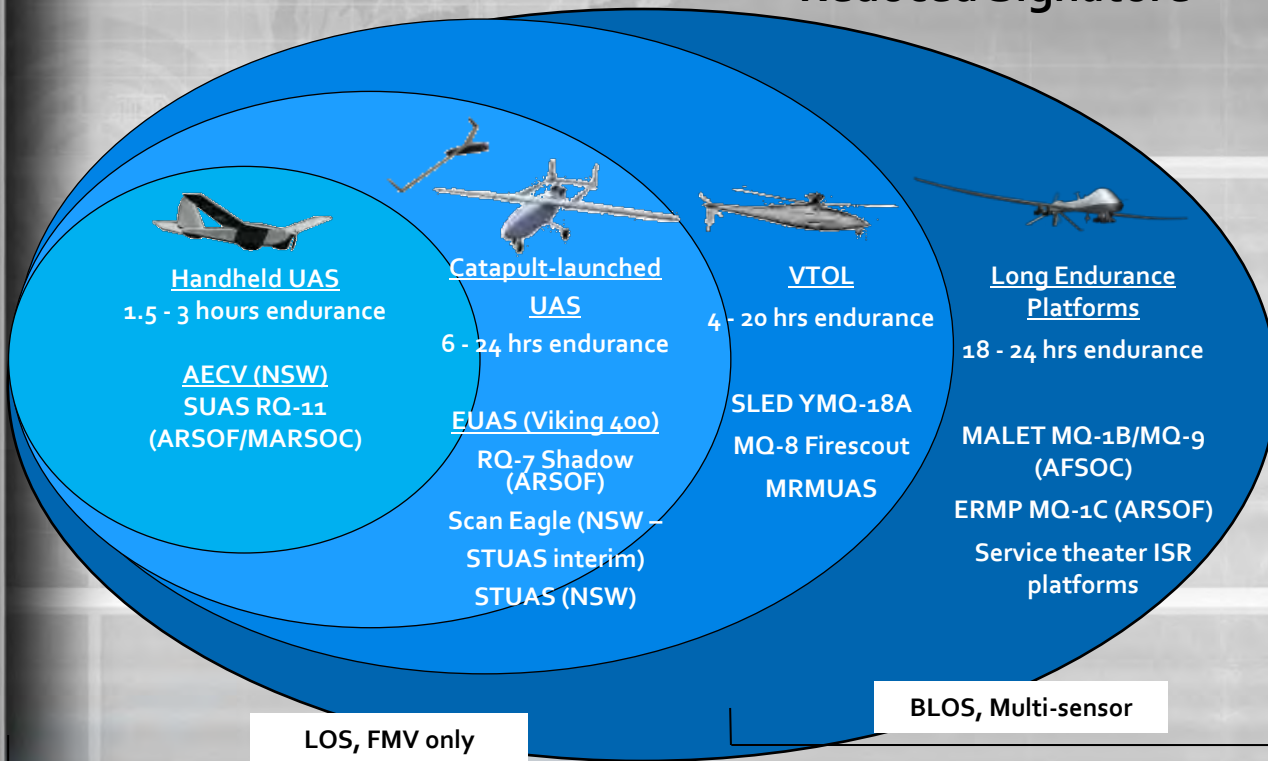 Reduced Signature
Handheld UAS
1.5 - 3 hours endurance
AECV (NSW)
SUAS RQ-11
(ARSOF/MARSOC)
Catapult-launched
UAS
6 - 24 hrs endurance
EUAS (Viking 400)
RQ-7 Shadow
(ARSOF)
Scan Eagle (NSW –
STUAS interim)
STUAS (NSW)
VTOL
4 - 20 hrs endurance
SLED YMQ-18A
MQ-8 Firescout
MRMUAS
Long Endurance
Platforms
18 - 24 hrs endurance
MALET MQ-1B/MQ-9
(AFSOC)
ERMP MQ-1C (ARSOF)
Service theater ISR
platforms
LOS, FMV only
BLOS, Multi-sensor